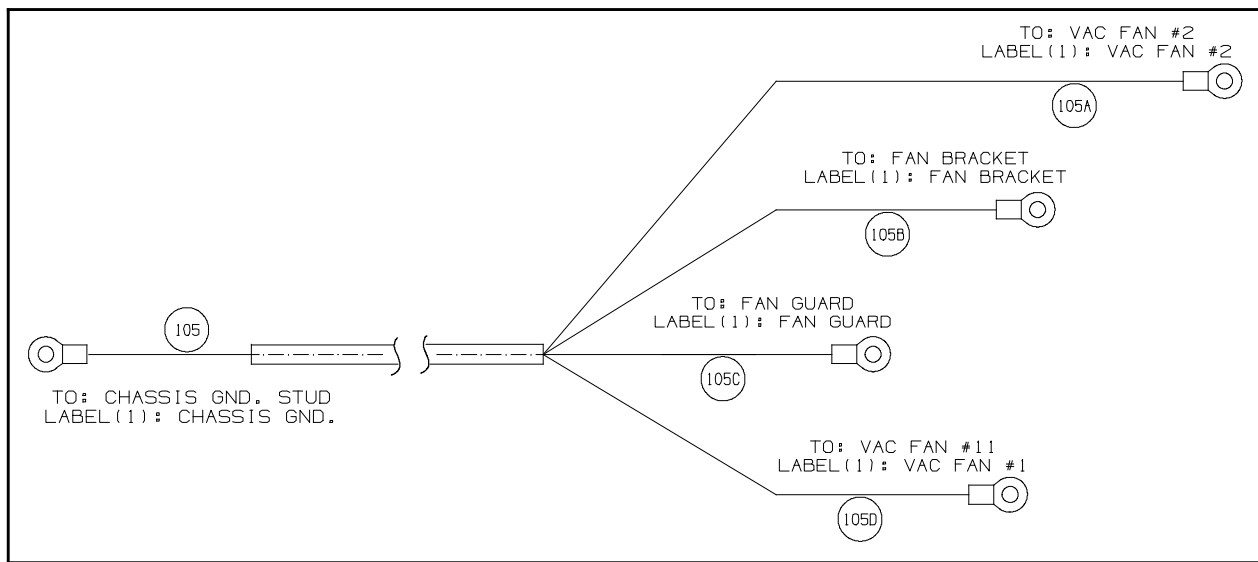 TO: VAC FAN #2
LABEL(1): VAC FAN #2
105A
TO: FAN BRACKET
LABEL(1): FAN BRACKET
105B
TO: FAN GUARD
LABEL(1): FAN GUARD
105
105C
TO: CHASSIS GND. STUD
LABEL(1): CHASSIS GND.
TO: VAC FAN #11
LABEL(1): VAC FAN #1
105D